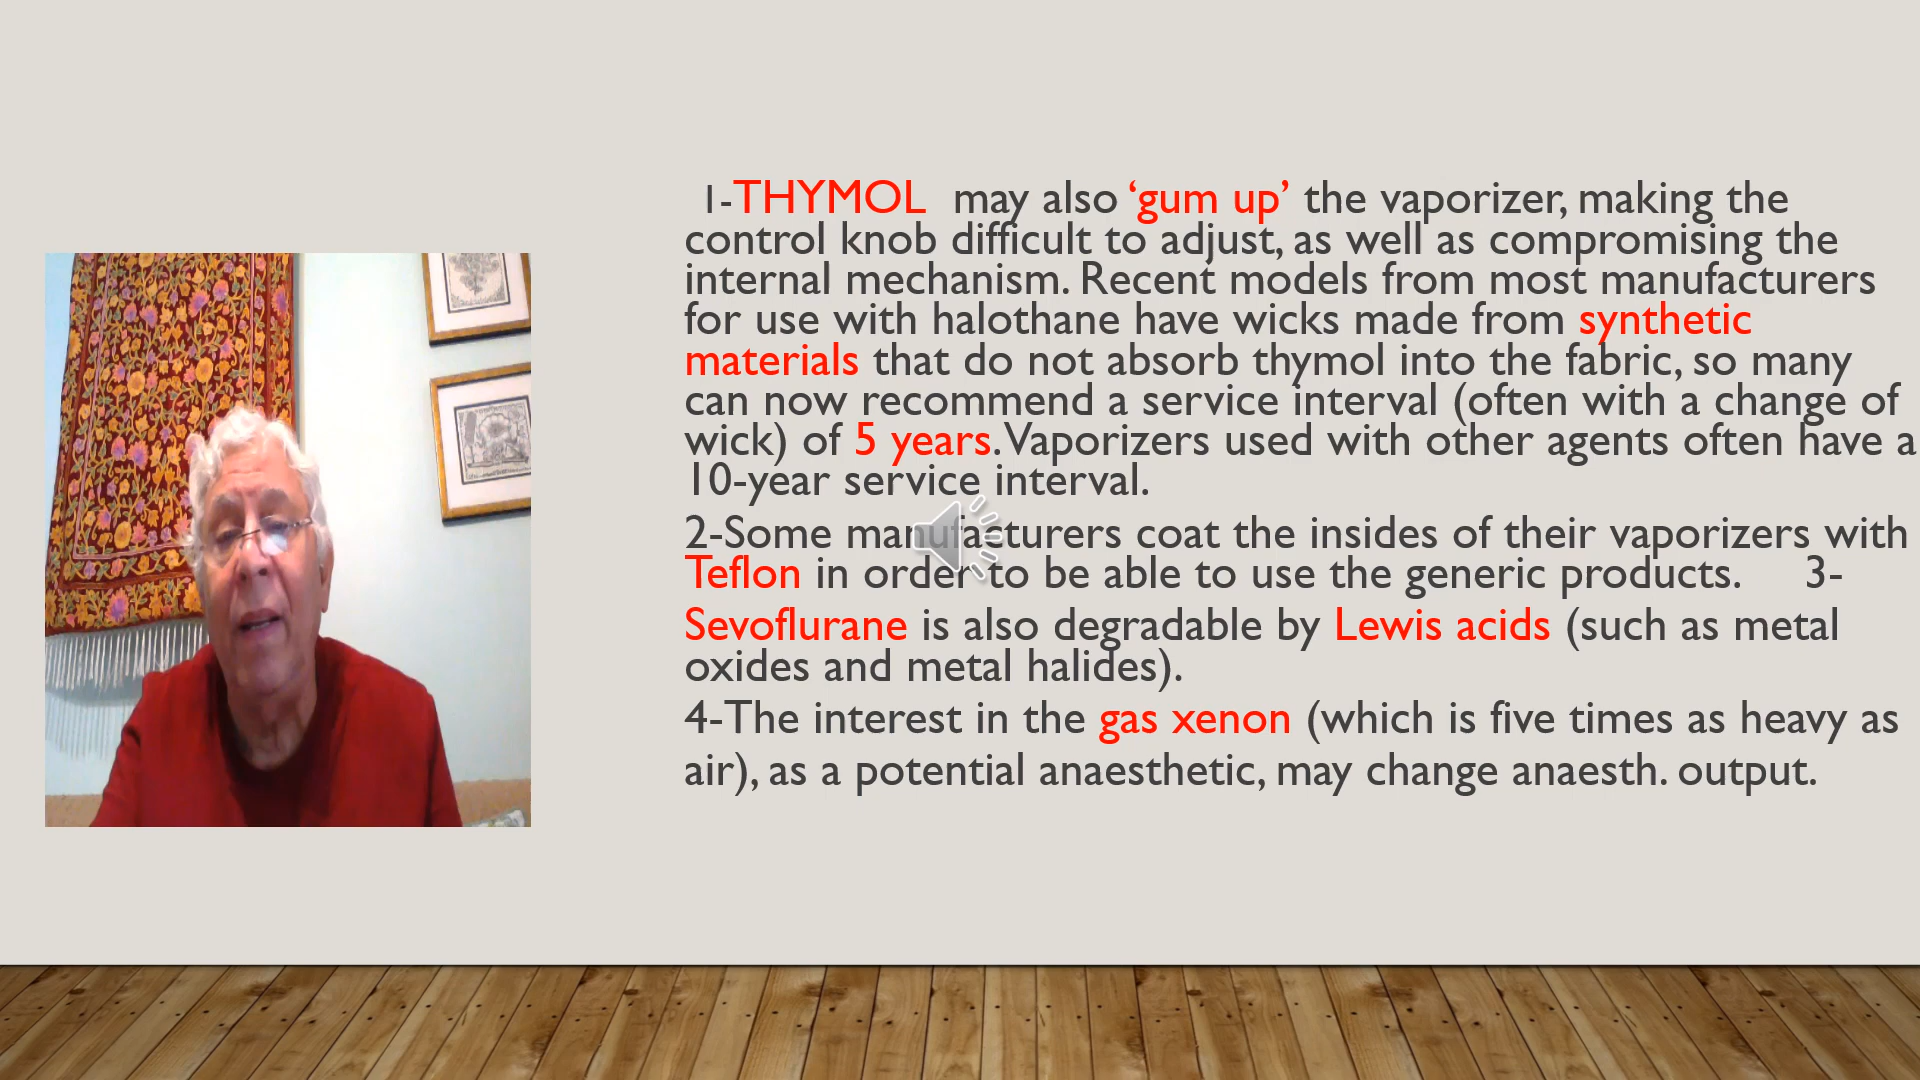 1-THYMOL may also ‘gum up’ the vaporizer, making the
control knob difficult to adjust, as well as compromising the
internal mechanism. Recent models from most manufacturers
for use with halothane have wicks made from synthetic
materials that do not absorb thymol into the fabric, so many
can now recommend a service interval (often with a change of
wick) of 5 years. Vaporizers used with other agents often have a
10-year service interval.
2-Some manufacturers coat the insides of their vaporizers with
Teflon in order to be able to use the generic products. 3-
Sevoflurane is also degradable by Lewis acids (such as metal
oxides and metal halides).
4-The interest in the gas xenon (which is five times as heavy as
air), as a potential anaesthetic, may change anaesth. output.